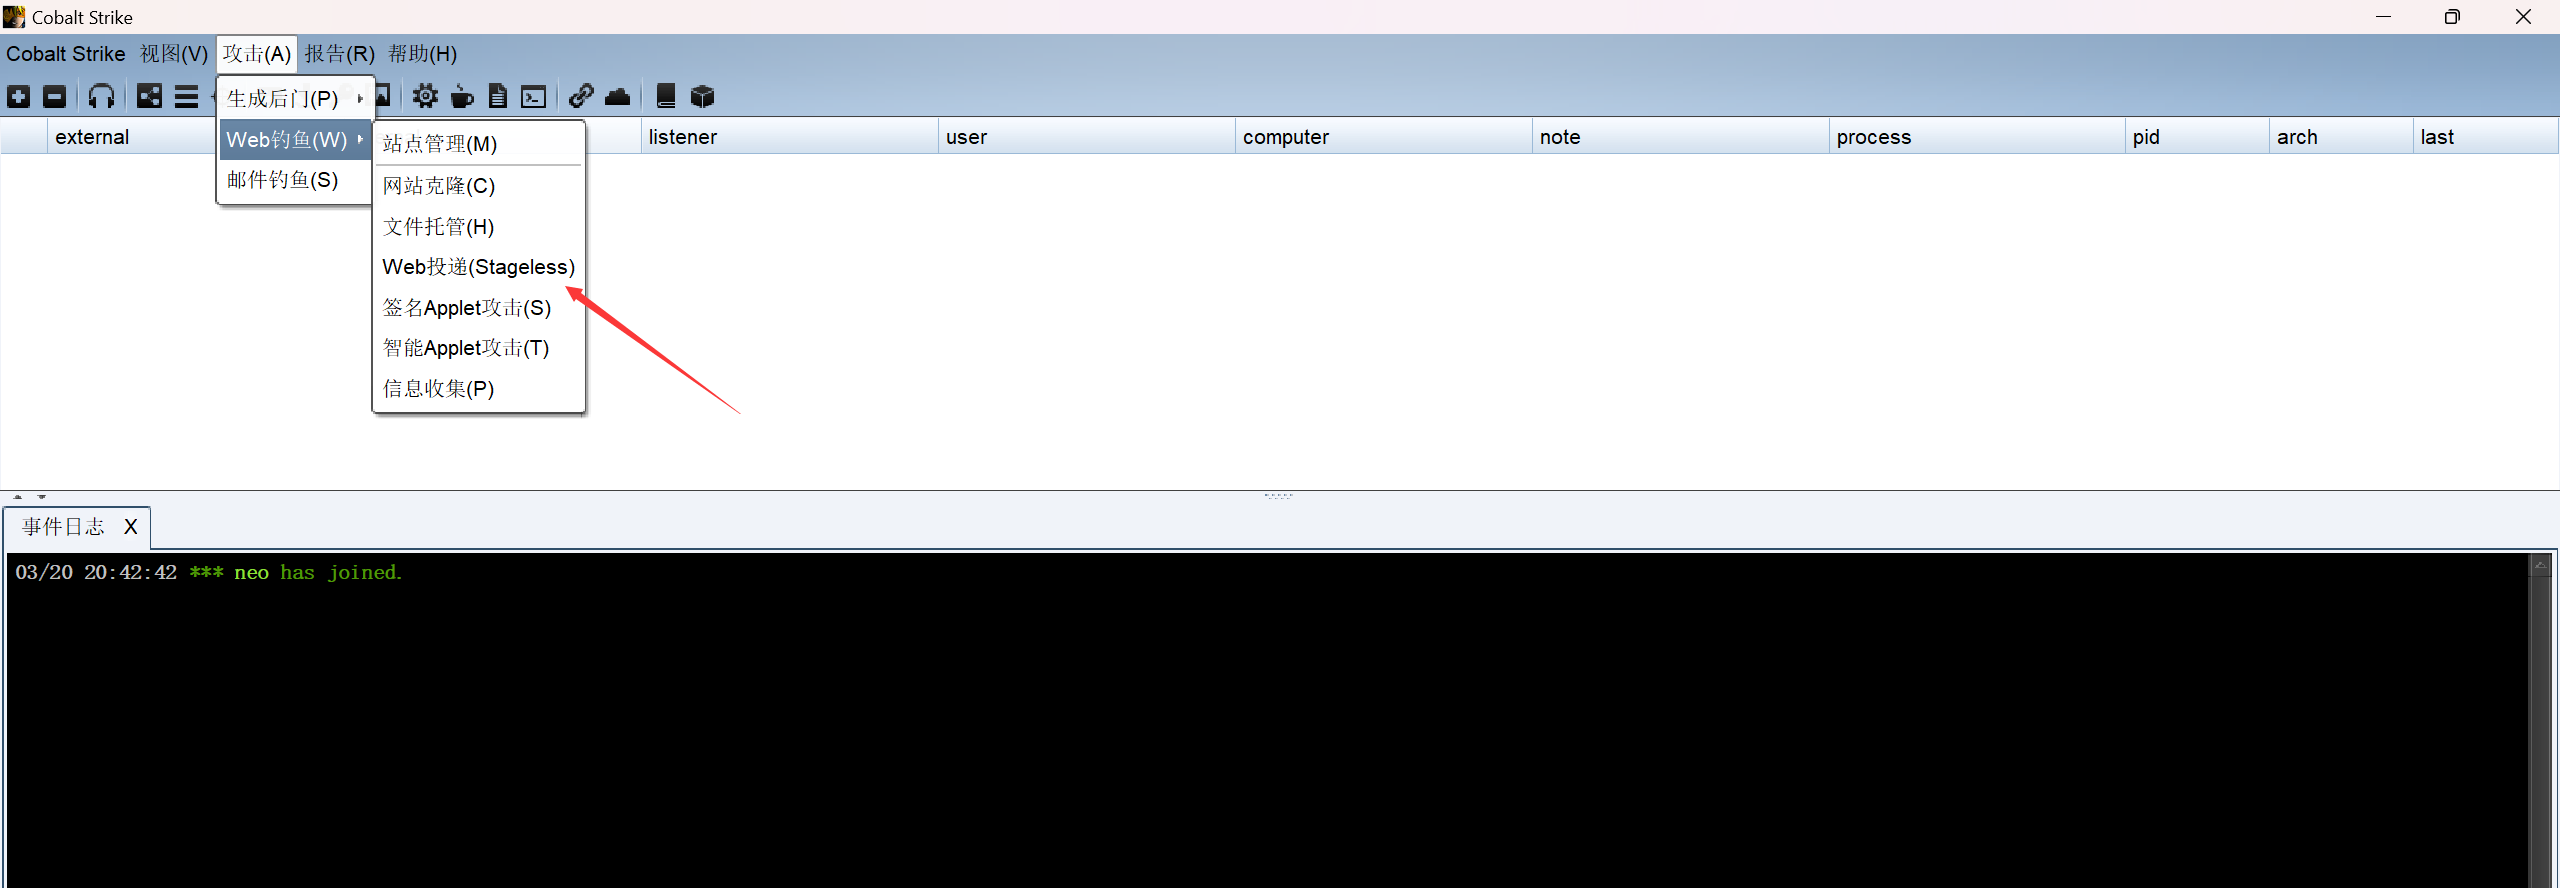 Cobalt Strike
Cobalt Strike 视图(V) 攻击(A) 报告(R) 帮助(H)
生成后门(P)
Web钓鱼(W)
邮件钓鱼(S)
站点管理(M)
网站克隆(C)
文件托管(H)
Web投递(Stageless)
签名Applet攻击(S)
智能Applet攻击(T)
信息收集(P)
external listener user computer note process pid arch last
事件日志 X
03/20 20:42:42 *** neo has joined.